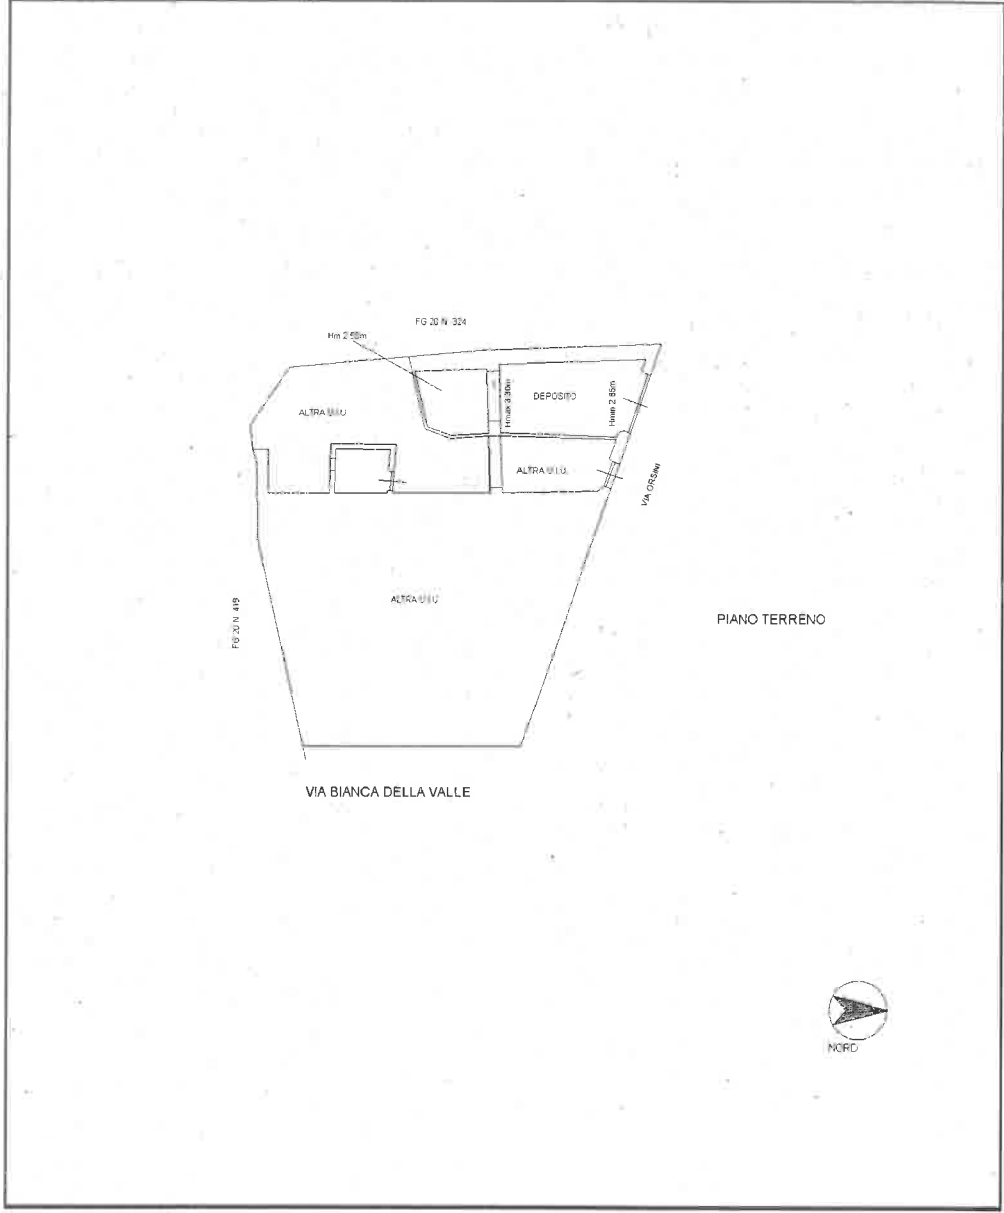 FG 20 N 324
Hm 2.50m
DEPOSITO
Hmax 3.30m
Hmin 2.85m
ALTRA U.I.U.
ALTRA U.I.U.
VIA ORSINI
ALTRA U.I.U.
FG 20 N 419
PIANO TERRENO
VIA BIANCA DELLA VALLE
NORD